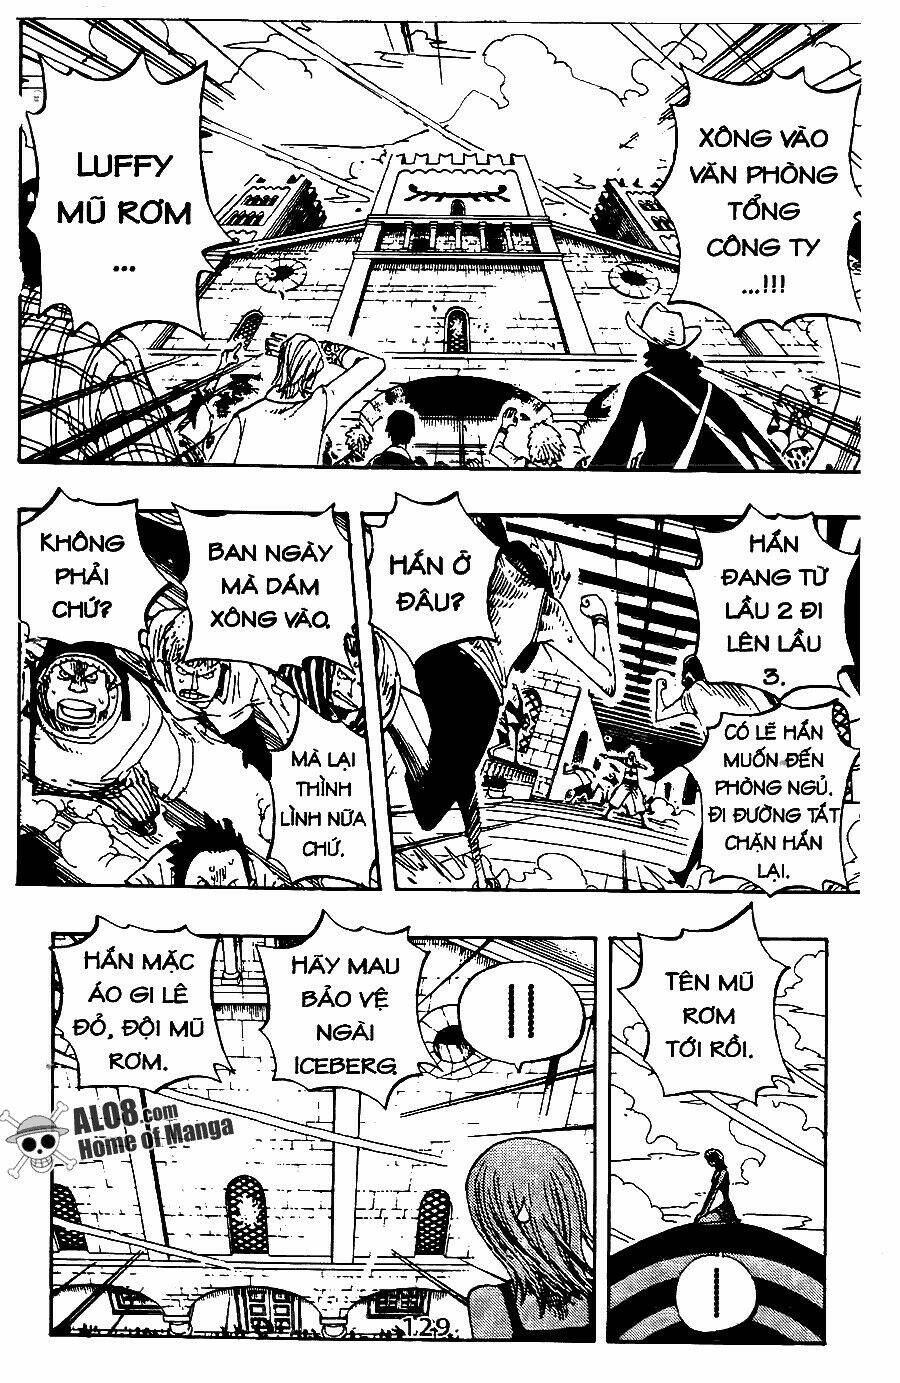 XÔNG VÀO
VĂN PHÒNG
TỔNG
CÔNG TY
...!!!
LUFFY
MŨ RƠM
...
HẮN
ĐANG TỪ
LẦU 2 ĐI
LÊN LẦU
3.
CÓ LẼ HẮN
MUỐN ĐẾN
PHÒNG NGỦ.
ĐI ĐƯỜNG TẮT
CHẶN HẮN
LẠI.
HẮN Ở
ĐÂU?
BAN NGÀY
MÀ DÁM
XÔNG VÀO.
MÀ LẠI
THÌNH
LÌNH NỮA
CHỨ.
KHÔNG
PHẢI
CHỨ?
TÊN MŨ
RƠM
TỚI RỒI.
HÃY MAU
BẢO VỆ
NGÀI
ICEBERG.
HẮN MẶC
ÁO GI LÊ
ĐỎ, ĐỘI MŨ
RƠM.
ALO8.com
Home of Manga
129